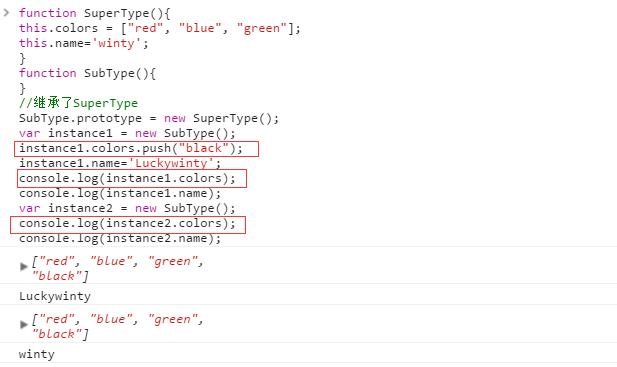 function SuperType(){
this.colors = ["red", "blue", "green"];
this.name='winty';
}
function SubType(){
}
//继承了SuperType
SubType.prototype = new SuperType();
var instance1 = new SubType();
instance1.colors.push("black");
instance1.name='Luckywinty';
console.log(instance1.colors);
console.log(instance1.name);
var instance2 = new SubType();
console.log(instance2.colors);
console.log(instance2.name);
["red", "blue", "green",
"black"]
Luckywinty
["red", "blue", "green",
"black"]
winty